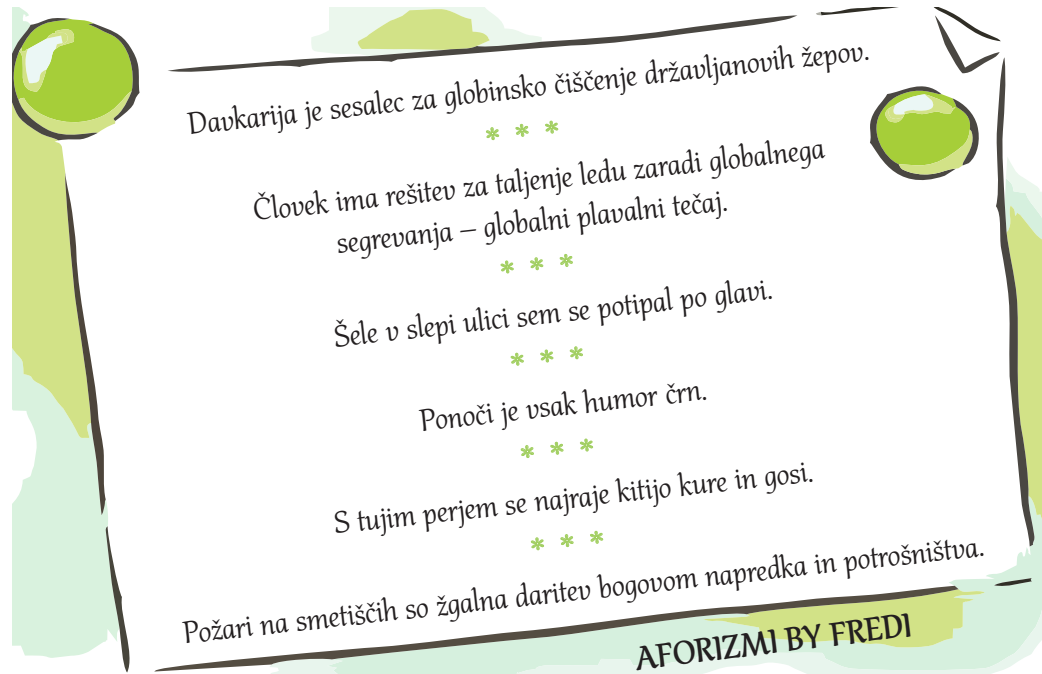 Davkarija je sesalec za globinsko čiščenje državljanovih žepov.
* * *
Človek ima rešitev za taljenje ledu zaradi globalnega
segrevanja – globalni plavalni tečaj.
* * *
Šele v slepi ulici sem se potipal po glavi.
* * *
Ponoči je vsak humor črn.
* * *
S tujim perjem se najraje kitijo kure in gosi.
* * *
Požari na smetiščih so žgalna daritev bogovom napredka in potrošništva.
AFORIZMI BY FREDI